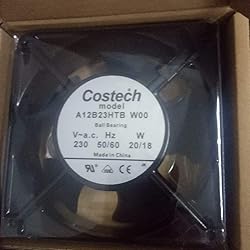 Costech
model
A12B23HTB W00
Ball Bearing
V~a.c. Hz W
230 50/60 20/18
Made in China